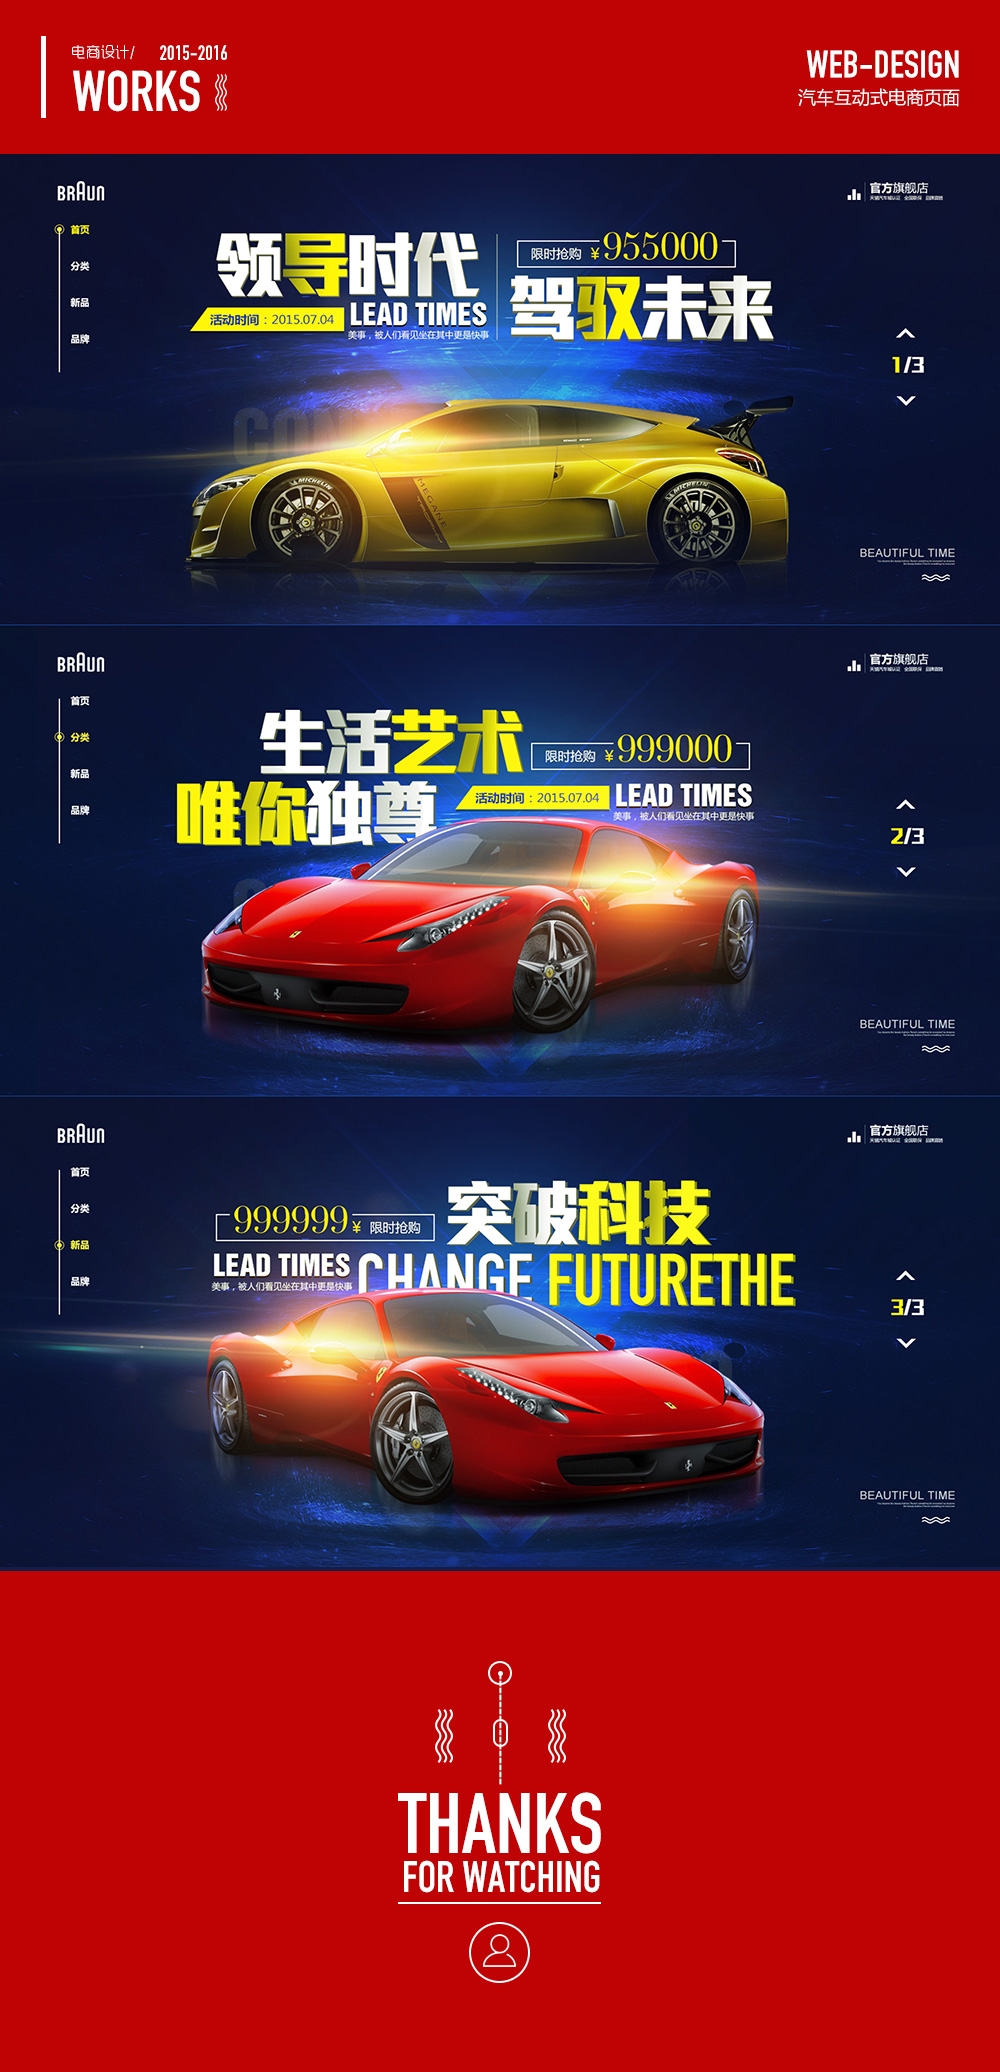 电商设计/ 2015-2016
WORKS
WEB-DESIGN
汽车互动式电商页面
BRAUN
官方旗舰店
首页
分类
新品
品牌
领导时代
限时抢购 ¥955000
活动时间：2015.07.04
LEAD TIMES
美事，被人们看见坐在其中更是快事
驾驭未来
1/3
MICHELIN
MICHELIN
MEGANE
BEAUTIFUL TIME
BRAUN
官方旗舰店
首页
分类
新品
品牌
生活艺术
限时抢购 ¥999000
唯你独尊
活动时间：2015.07.04
LEAD TIMES
美事，被人们看见坐在其中更是快事
2/3
BEAUTIFUL TIME
BRAUN
官方旗舰店
首页
分类
新品
品牌
999999¥ 限时抢购
突破科技
LEAD TIMES
美事，被人们看见坐在其中更是快事
CHANGE FUTURETHE
3/3
BEAUTIFUL TIME
THANKS
FOR WATCHING